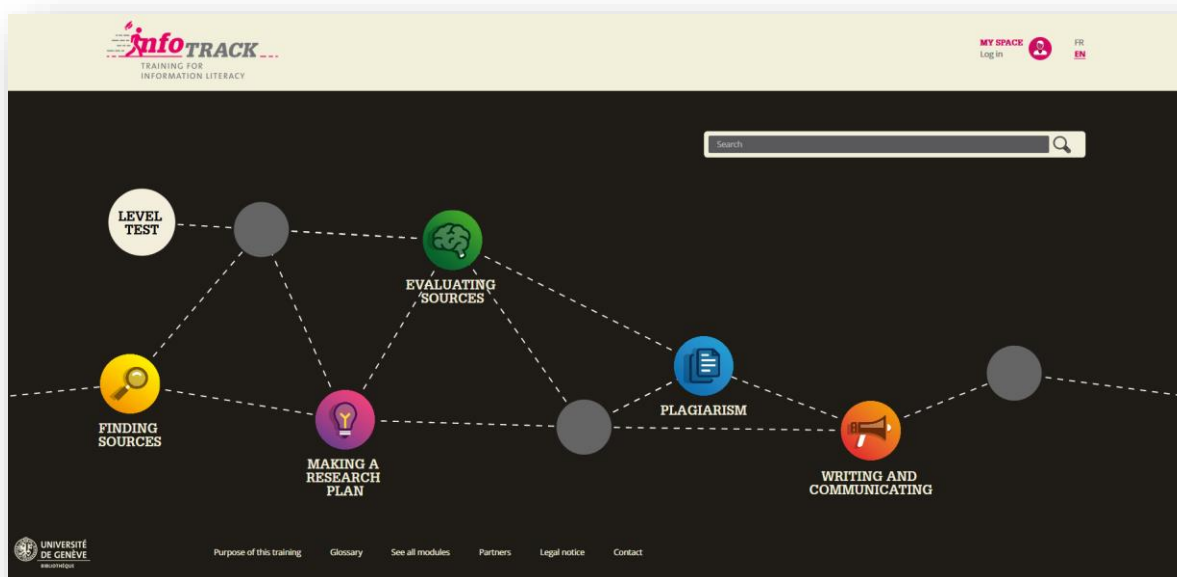 infoTRACK
TRAINING FOR
INFORMATION LITERACY
MY SPACE
Log in
FR
EN
Search
LEVEL
TEST
EVALUATING
SOURCES
FINDING
SOURCES
MAKING A
RESEARCH
PLAN
PLAGIARISM
WRITING AND
COMMUNICATING
UNIVERSITÉ
DE GENÈVE
BIBLIOTHÈQUE
Purpose of this training Glossary See all modules Partners Legal notice Contact